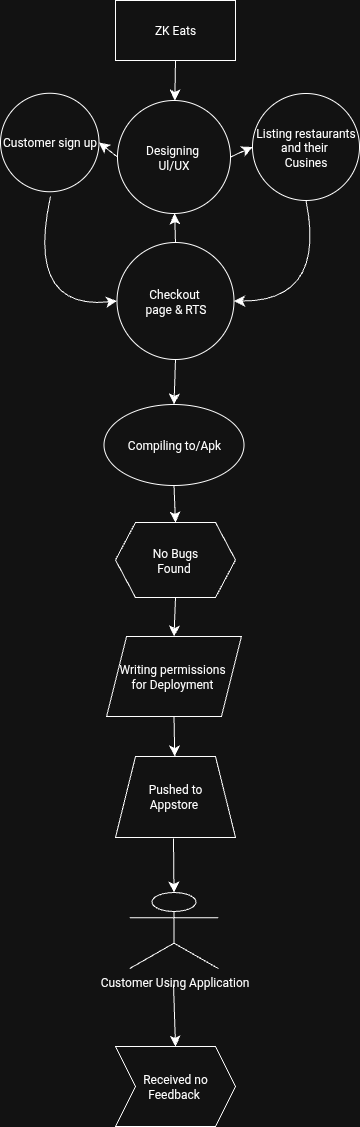 ZK Eats
Customer sign up
Designing
UI/UX
Listing restaurants
and their
Cusines
Checkout
page & RTS
Compiling to/Apk
No Bugs
Found
Writing permissions
for Deployment
Pushed to
Appstore
Customer Using Application
Received no
Feedback